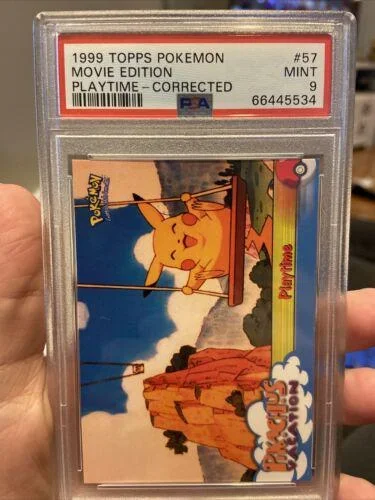 1999 TOPPS POKEMON #57
MOVIE EDITION MINT
PLAYTIME - CORRECTED 9
PSA 66445534
POKéMON
Playtime
PIKACHU'S
VACATION